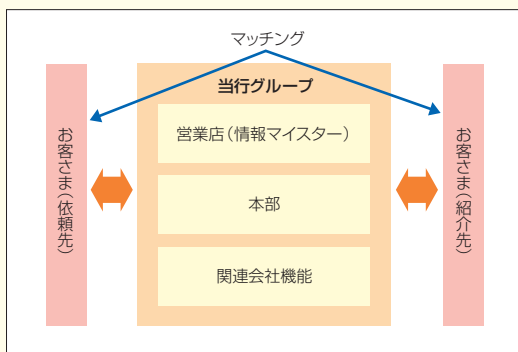 マッチング
お客さま（依頼先）
当行グループ
営業店（情報マイスター）
本部
関連会社機能
お客さま（紹介先）